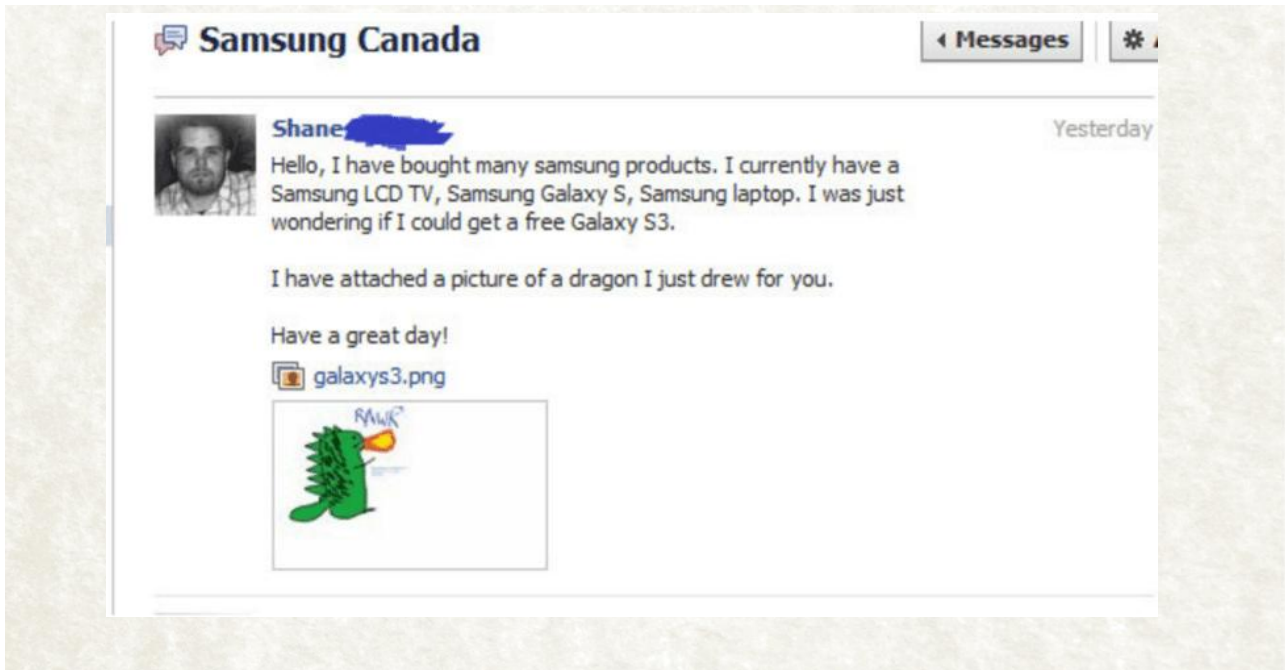 Samsung Canada
Messages
Shane
Yesterday
Hello, I have bought many samsung products. I currently have a
Samsung LCD TV, Samsung Galaxy S, Samsung laptop. I was just
wondering if I could get a free Galaxy S3.
I have attached a picture of a dragon I just drew for you.
Have a great day!
galaxys3.png
RAWR